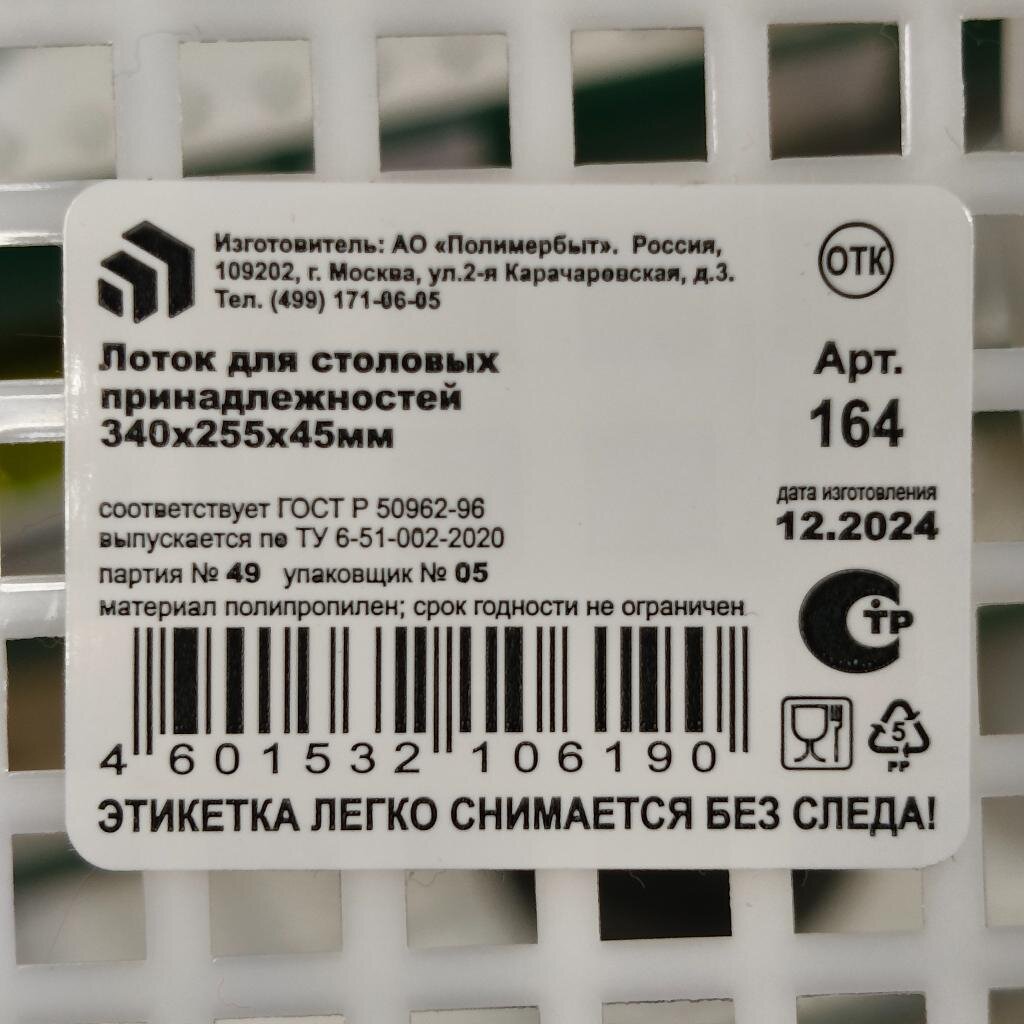 Изготовитель: АО «Полимербыт». Россия,
109202, г. Москва, ул.2-я Карачаровская, д.3.
Тел. (499) 171-06-05
ОТК
Лоток для столовых
принадлежностей
340х255х45мм
Арт.
164
соответствует ГОСТ Р 50962-96
выпускается по ТУ 6-51-002-2020
партия № 49 упаковщик № 05
материал полипропилен; срок годности не ограничен
дата изготовления
12.2024
СТР
4 601532 106190
5
PP
ЭТИКЕТКА ЛЕГКО СНИМАЕТСЯ БЕЗ СЛЕДА!